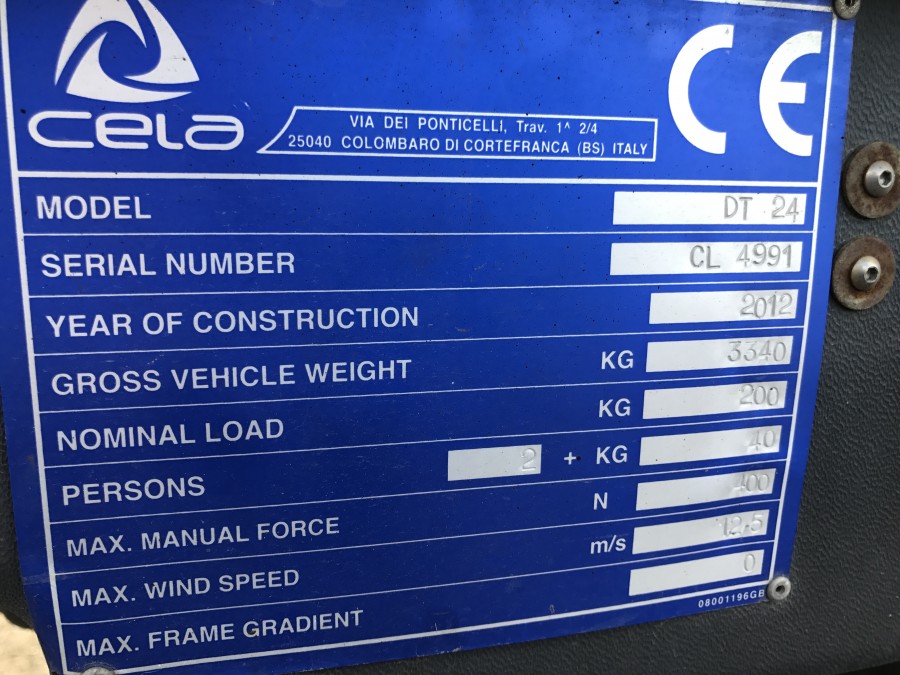 cela
VIA DEI PONTICELLI, Trav. 1^ 2/4
25040 COLOMBARO DI CORTEFRANCA (BS) ITALY
CE
MODEL DT 24
SERIAL NUMBER CL 4991
YEAR OF CONSTRUCTION 2012
GROSS VEHICLE WEIGHT KG 3340
NOMINAL LOAD KG 200
PERSONS 2 + KG 40
MAX. MANUAL FORCE N 400
MAX. WIND SPEED m/s 12.5
MAX. FRAME GRADIENT 0
08001196GB